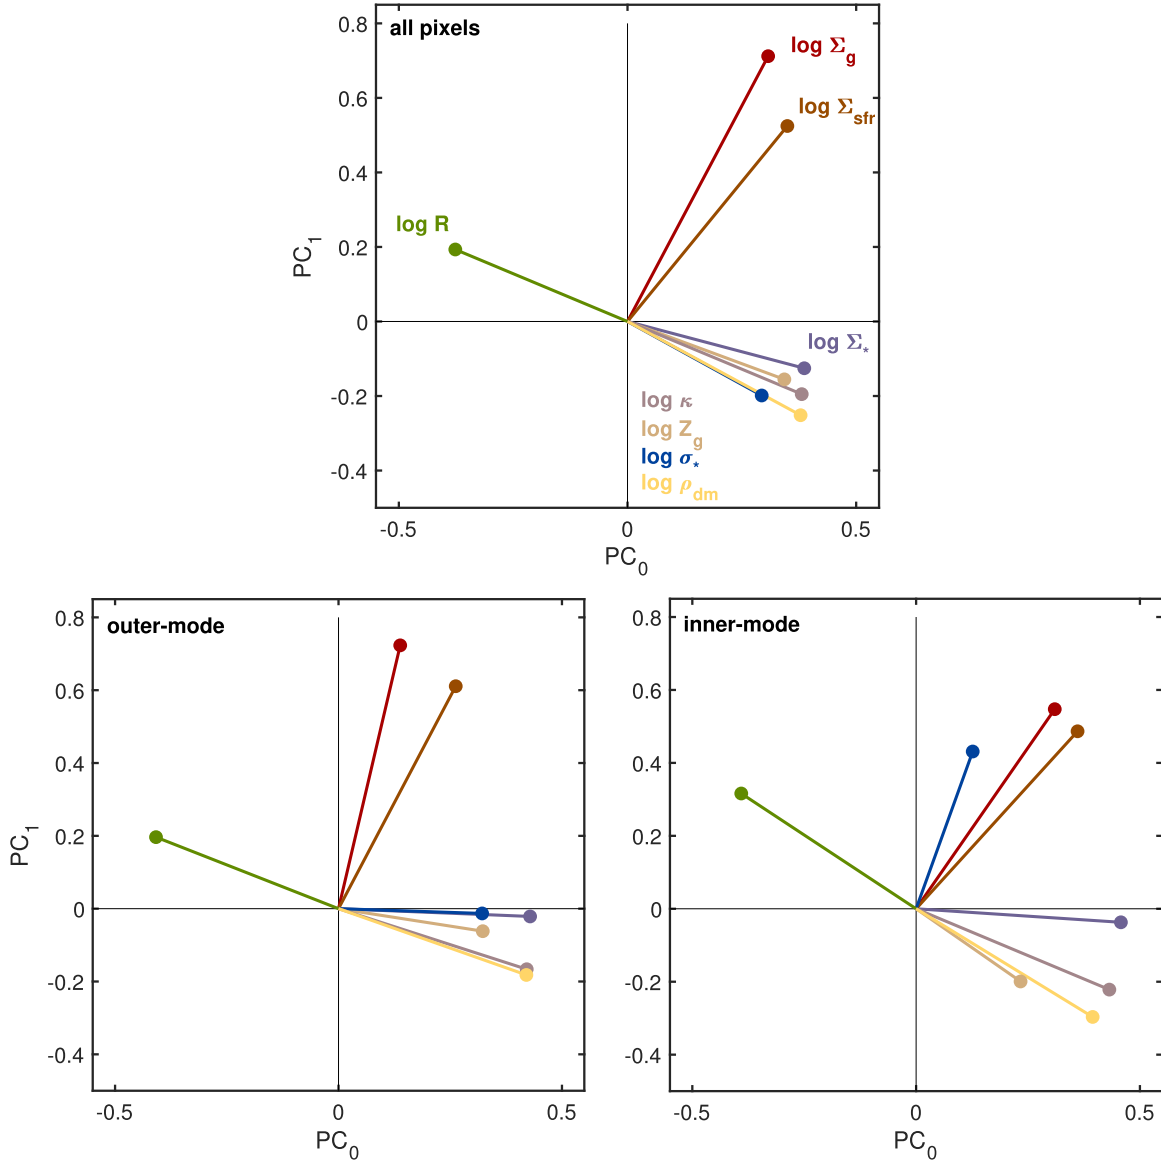 all pixels
log Σg
log Σsfr
log R
log Σ*
log κ
log Zg
log σ*
log ρdm
0.8
0.6
0.4
0.2
0
-0.2
-0.4
PC1
-0.5 0 0.5
PC0
outer-mode
0.8
0.6
0.4
0.2
0
-0.2
-0.4
PC1
-0.5 0 0.5
PC0
inner-mode
0.8
0.6
0.4
0.2
0
-0.2
-0.4
-0.5 0 0.5
PC0